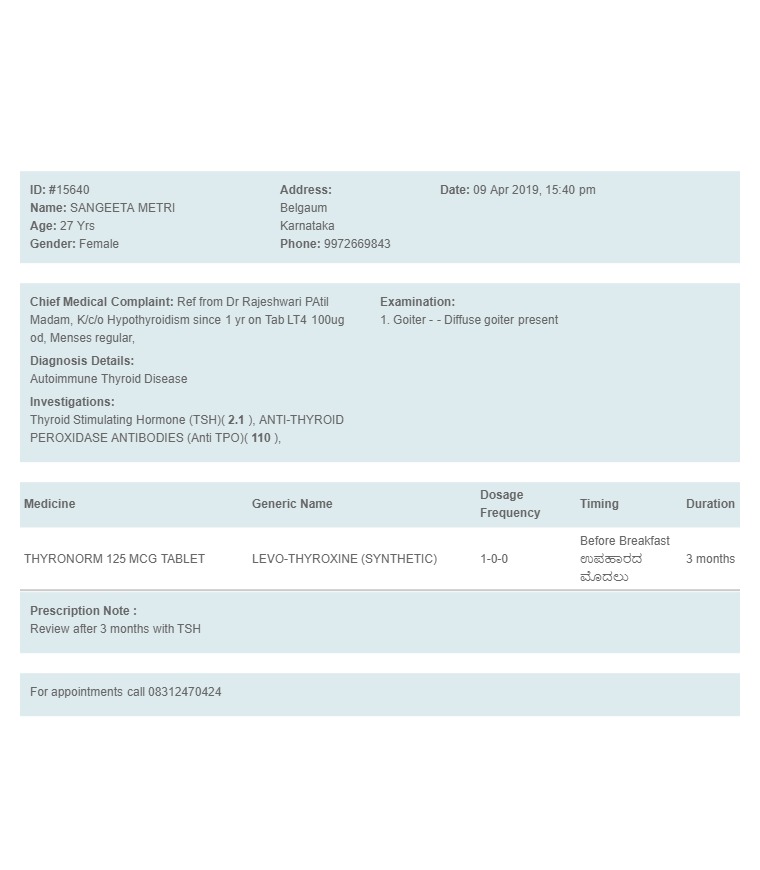 ID: #15640
Name: SANGEETA METRI
Age: 27 Yrs
Gender: Female
Address:
Belgaum
Karnataka
Phone: 9972669843
Date: 09 Apr 2019, 15:40 pm
Chief Medical Complaint: Ref from Dr Rajeshwari PAtil
Madam, K/c/o Hypothyroidism since 1 yr on Tab LT4 100ug
od, Menses regular,
Diagnosis Details:
Autoimmune Thyroid Disease
Investigations:
Thyroid Stimulating Hormone (TSH)( 2.1 ), ANTI-THYROID
PEROXIDASE ANTIBODIES (Anti TPO)( 110 ),
Examination:
1. Goiter - - Diffuse goiter present
Medicine Generic Name Dosage Frequency Timing Duration
THYRONORM 125 MCG TABLET LEVO-THYROXINE (SYNTHETIC) 1-0-0 Before Breakfast ಉಪಹಾರದ ಮೊದಲು 3 months
Prescription Note :
Review after 3 months with TSH
For appointments call 08312470424